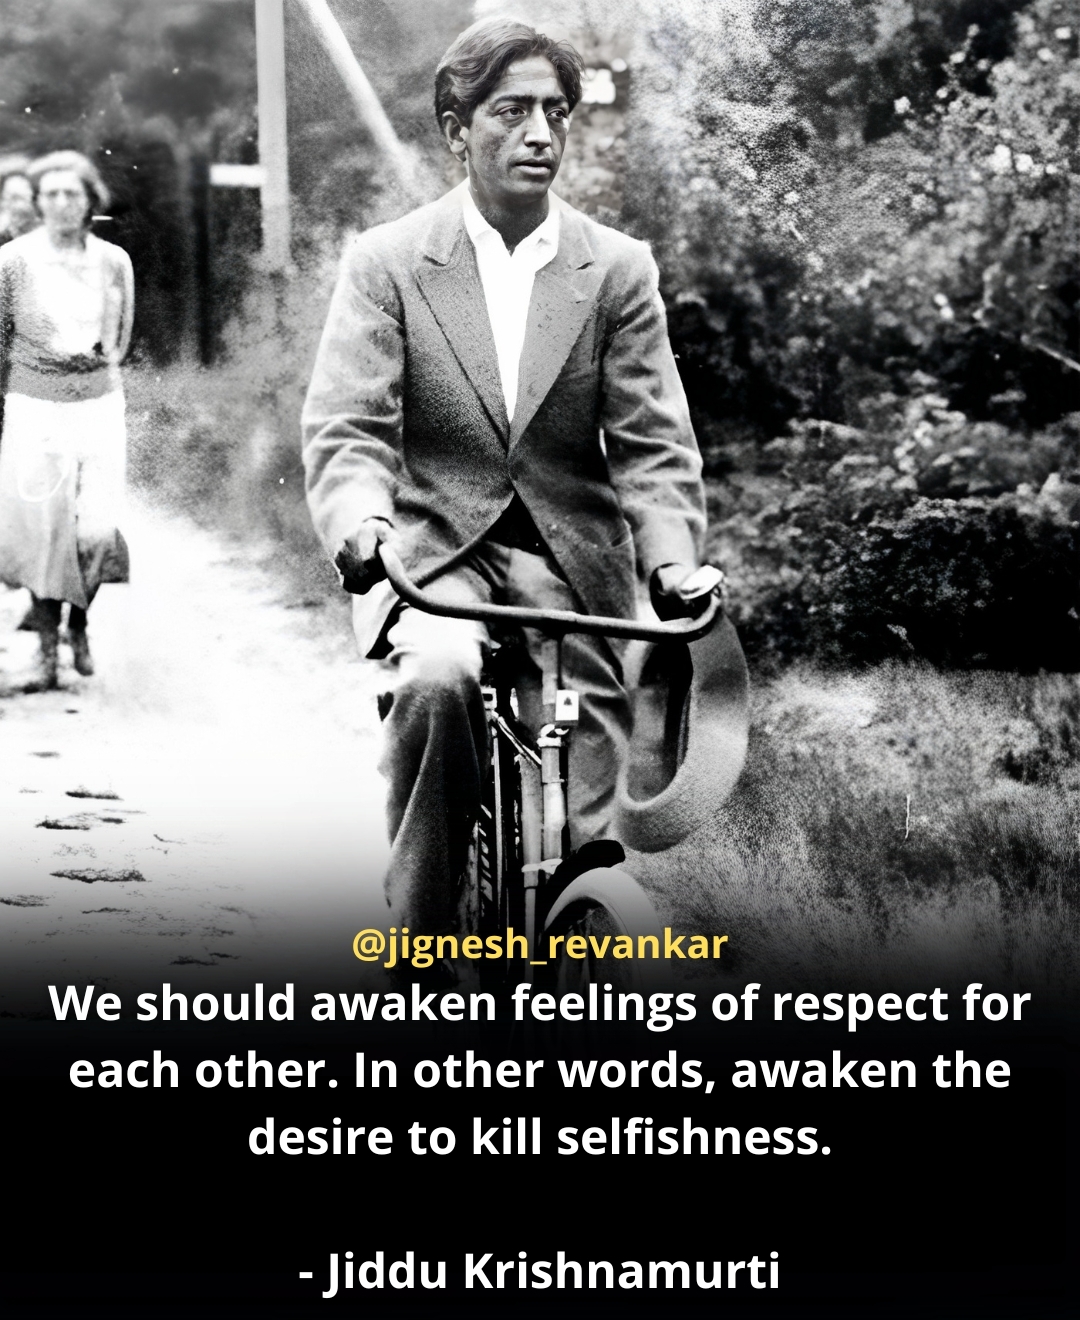 @jignesh_revankar
We should awaken feelings of respect for
each other. In other words, awaken the
desire to kill selfishness.
- Jiddu Krishnamurti